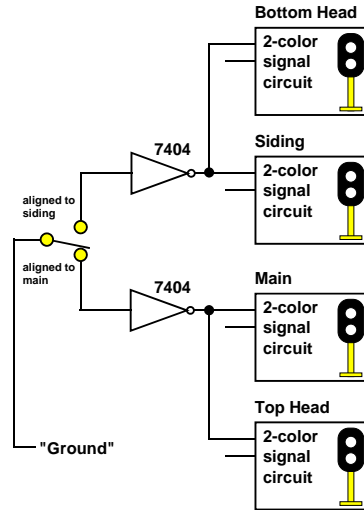 Bottom Head
2-color
signal
circuit
7404
Siding
2-color
signal
circuit
aligned to
siding
aligned to
main
7404
Main
2-color
signal
circuit
Top Head
2-color
signal
circuit
"Ground"